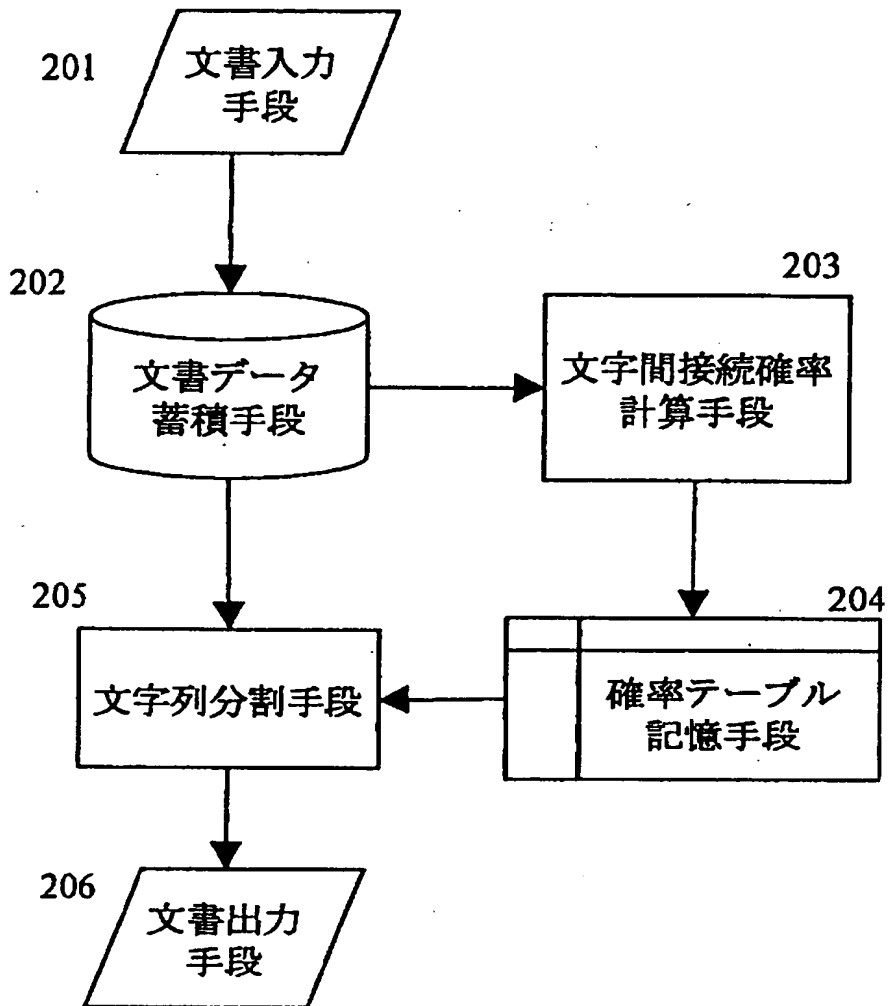 201
文書入力
手段
202
文書データ
蓄積手段
203
文字間接続確率
計算手段
204
確率テーブル
記憶手段
205
文字列分割手段
206
文書出力
手段